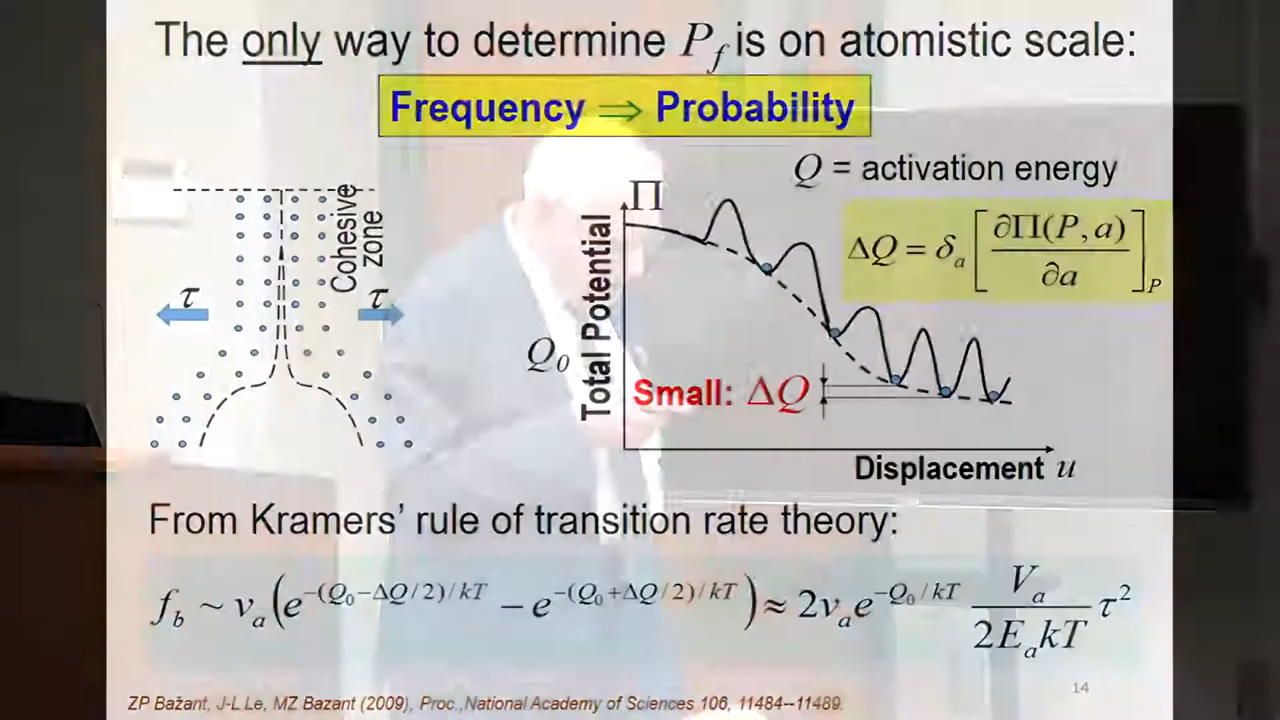 The only way to determine P_f is on atomistic scale:
Frequency ⇒ Probability
Q = activation energy
ΔQ = δ_a [∂Π(P,a)/∂a]_P
Cohesive
zone
τ
τ
Π
Total Potential
Q_0
Small: ΔQ
Displacement u
From Kramers' rule of transition rate theory:
f_b ~ ν_a(e^{-(Q_0-ΔQ/2)/kT} - e^{-(Q_0+ΔQ/2)/kT}) ≈ 2ν_a e^{-Q_0/kT} V_a/(2E_a kT) τ^2
14
ZP Bažant, J-L Le, MZ Bazant (2009), Proc.,National Academy of Sciences 106, 11484--11489.